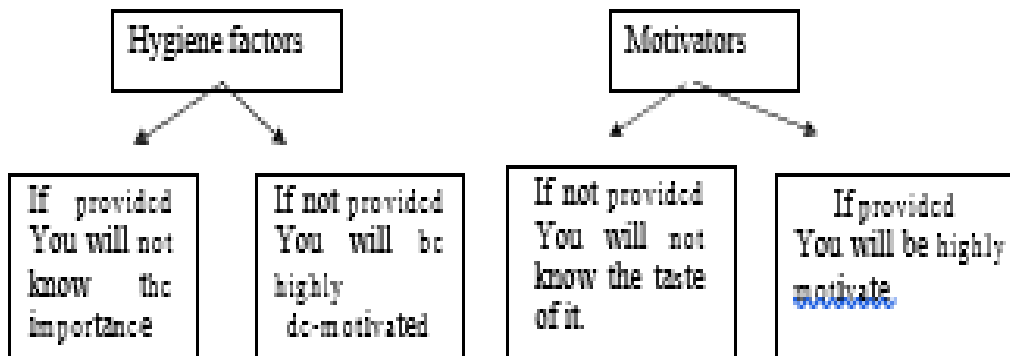 Hygiene factors
Motivators
If provided
You will not
know the
importance
If not provided
You will be
highly
de-motivated
If not provided
You will not
know the taste
of it.
If provided
You will be highly
motivate.